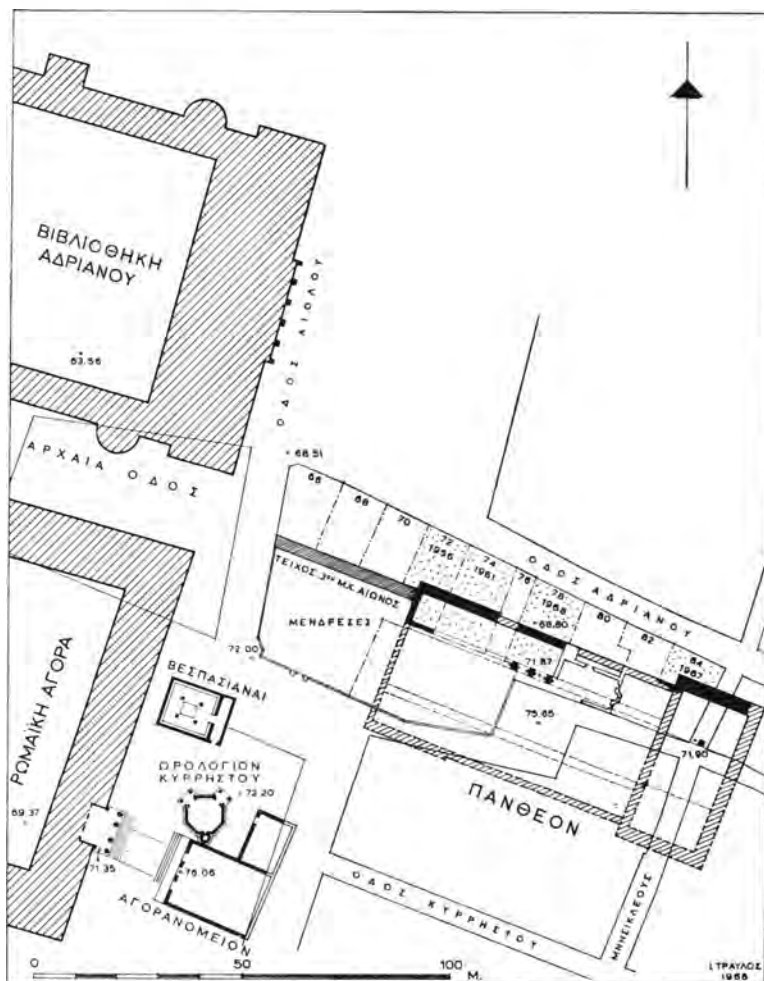 ΒΙΒΛΙΟΘΗΚΗ
ΑΔΡΙΑΝΟΥ
63.56
ΟΔΟΣ ΑΙΟΛΟΥ
ΑΡΧΑΙΑ ΟΔΟΣ
68.51
66
68
70
72
1956
74
1961
76
78
1968
68.80
80
82
84
1967
ΟΔΟΣ ΑΔΡΙΑΝΟΥ
ΤΕΙΧΟΣ 3ου Μ.Χ. ΑΙΩΝΟΣ
ΜΕΝΔΡΕΣΕΣ
72.00
71.87
75.65
71.90
ΒΕΣΠΑΣΙΑΝΑΙ
ΡΩΜΑΪΚΗ ΑΓΟΡΑ
69.37
ΩΡΟΛΟΓΙΟΝ
ΚΥΡΡΗΣΤΟΥ
72.20
ΠΑΝΘΕΟΝ
71.35
76.06
ΑΓΟΡΑΝΟΜΕΙΟΝ
ΟΔΟΣ ΚΥΡΡΗΣΤΟΥ
ΜΝΗΣΙΚΛΕΟΥΣ
0 50 100 Μ.
Ι.ΤΡΑΥΛΟΣ
1968